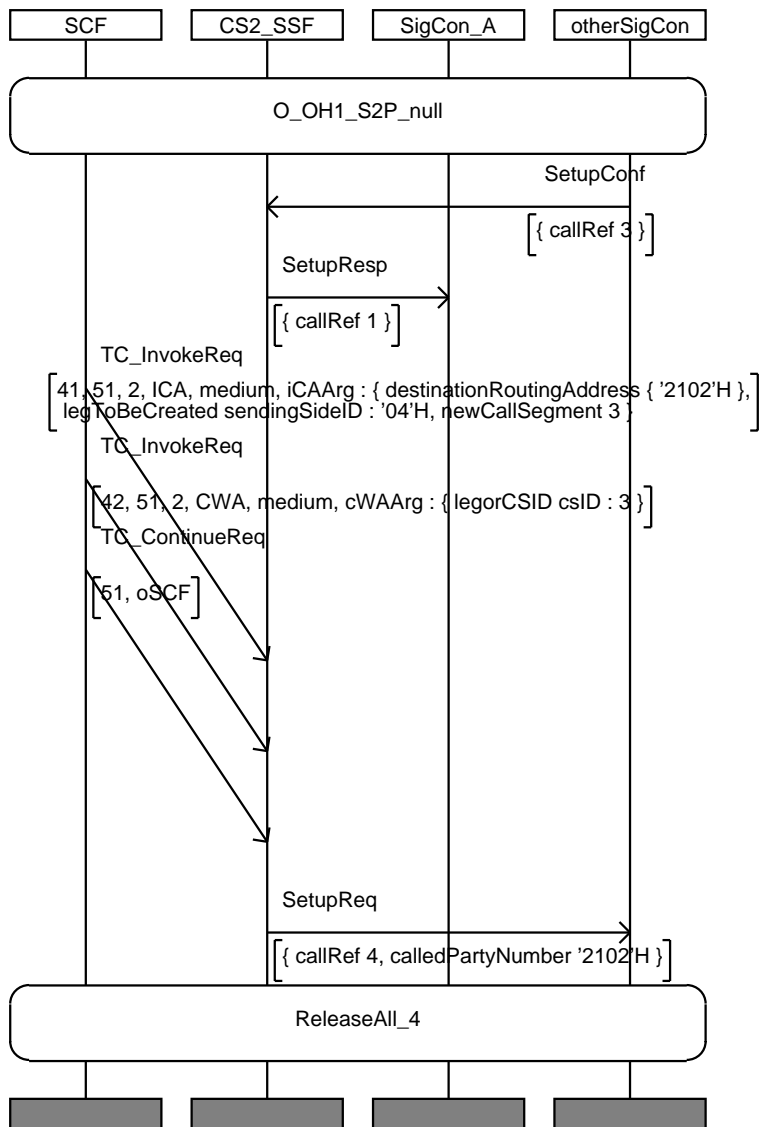 SCF CS2_SSF SigCon_A otherSigCon
O_OH1_S2P_null
SetupConf
{ callRef 3 }
SetupResp
{ callRef 1 }
TC_InvokeReq
41, 51, 2, ICA, medium, iCAArg : { destinationRoutingAddress { '2102'H },
legToBeCreated sendingSideID : '04'H, newCallSegment 3 }
TC_InvokeReq
42, 51, 2, CWA, medium, cWAArg : { legorCSID csID : 3 }
TC_ContinueReq
51, oSCF
SetupReq
{ callRef 4, calledPartyNumber '2102'H }
ReleaseAll_4